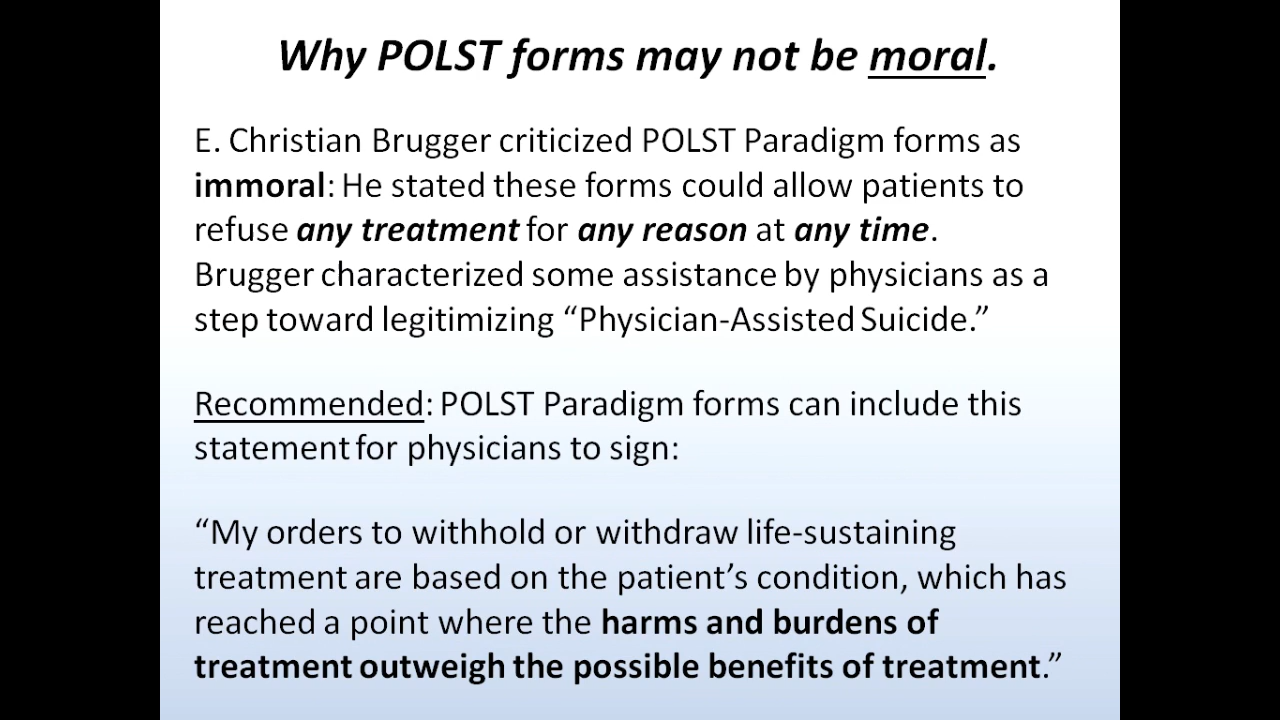 Why POLST forms may not be moral.
E. Christian Brugger criticized POLST Paradigm forms as
immoral: He stated these forms could allow patients to
refuse any treatment for any reason at any time.
Brugger characterized some assistance by physicians as a
step toward legitimizing “Physician-Assisted Suicide.”
Recommended: POLST Paradigm forms can include this
statement for physicians to sign:
“My orders to withhold or withdraw life-sustaining
treatment are based on the patient’s condition, which has
reached a point where the harms and burdens of
treatment outweigh the possible benefits of treatment.”